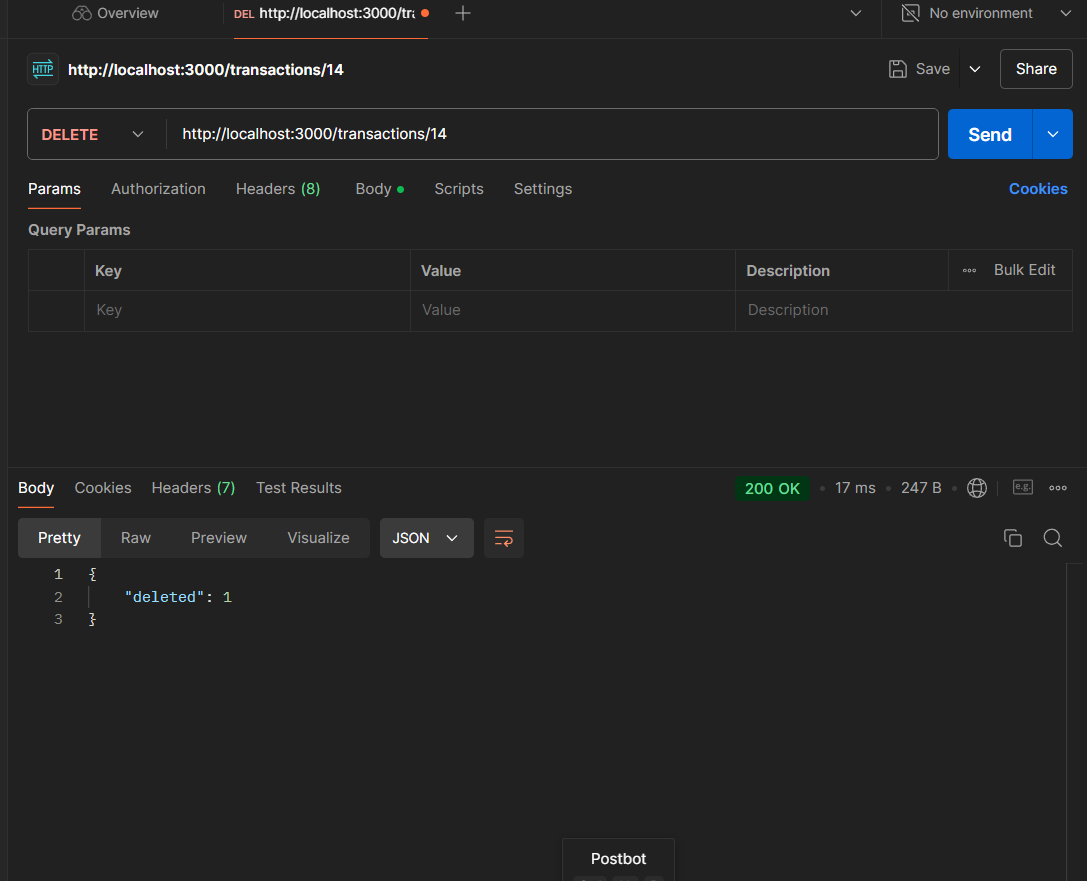 Overview
DEL http://localhost:3000/tra
No environment
HTTP http://localhost:3000/transactions/14
Save
Share
DELETE http://localhost:3000/transactions/14
Send
Params Authorization Headers (8) Body Scripts Settings Cookies
Query Params
Key Value Description Bulk Edit
Key Value Description
Body Cookies Headers (7) Test Results 200 OK 17 ms 247 B e.g.
Pretty Raw Preview Visualize JSON
1 {
2 "deleted": 1
3 }
Postbot